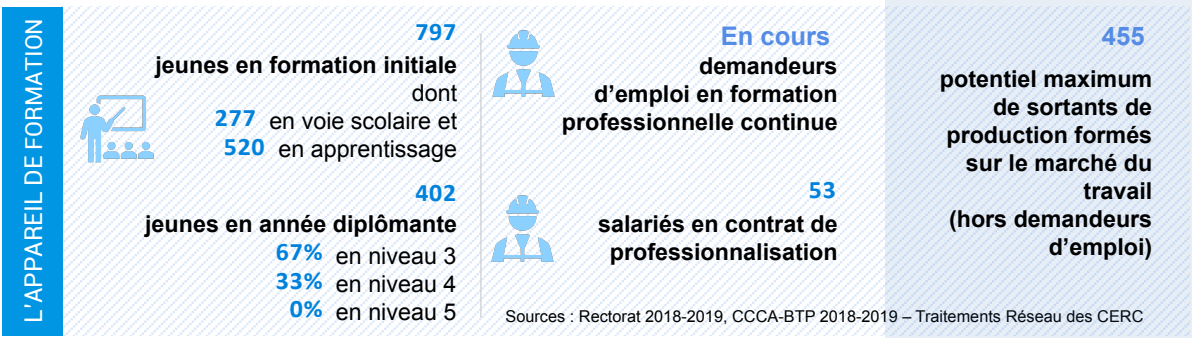 L'APPAREIL DE FORMATION
797
jeunes en formation initiale
dont
277 en voie scolaire et
520 en apprentissage
402
jeunes en année diplômante
67% en niveau 3
33% en niveau 4
0% en niveau 5
En cours
demandeurs
d'emploi en formation
professionnelle continue
53
salariés en contrat de
professionnalisation
455
potentiel maximum
de sortants de
production formés
sur le marché du
travail
(hors demandeurs
d'emploi)
Sources : Rectorat 2018-2019, CCCA-BTP 2018-2019 – Traitements Réseau des CERC